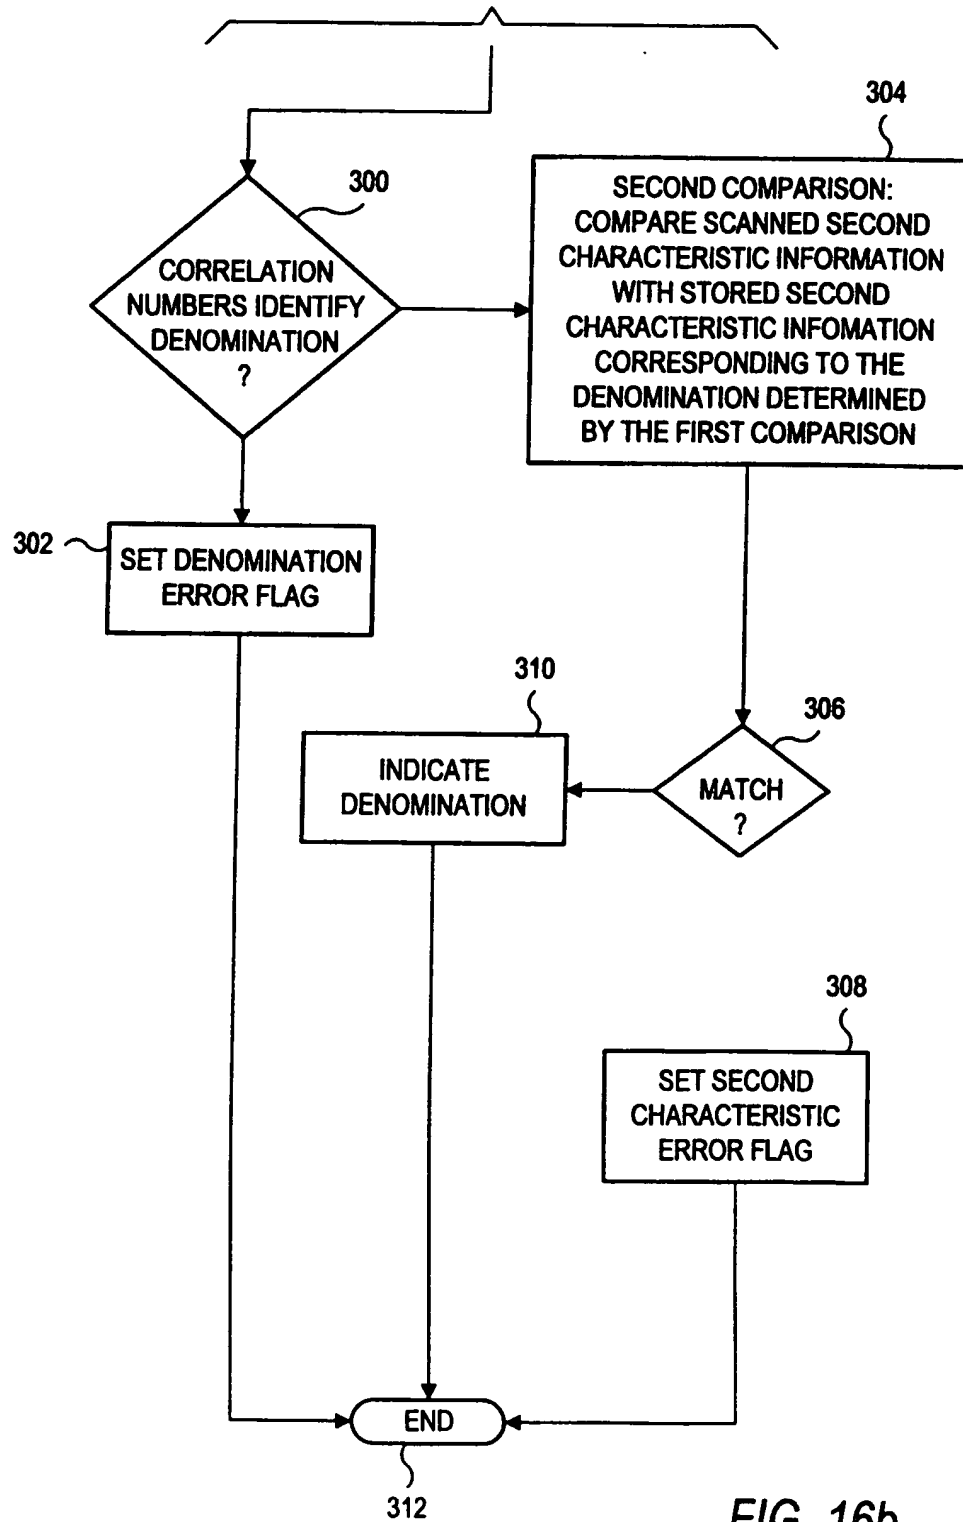 304
300
SECOND COMPARISON:
COMPARE SCANNED SECOND
CHARACTERISTIC INFORMATION
WITH STORED SECOND
CHARACTERISTIC INFOMATION
CORRESPONDING TO THE
DENOMINATION DETERMINED
BY THE FIRST COMPARISON
CORRELATION
NUMBERS IDENTIFY
DENOMINATION
?
302
SET DENOMINATION
ERROR FLAG
310
306
INDICATE
DENOMINATION
MATCH
?
308
SET SECOND
CHARACTERISTIC
ERROR FLAG
END
312
FIG. 16b